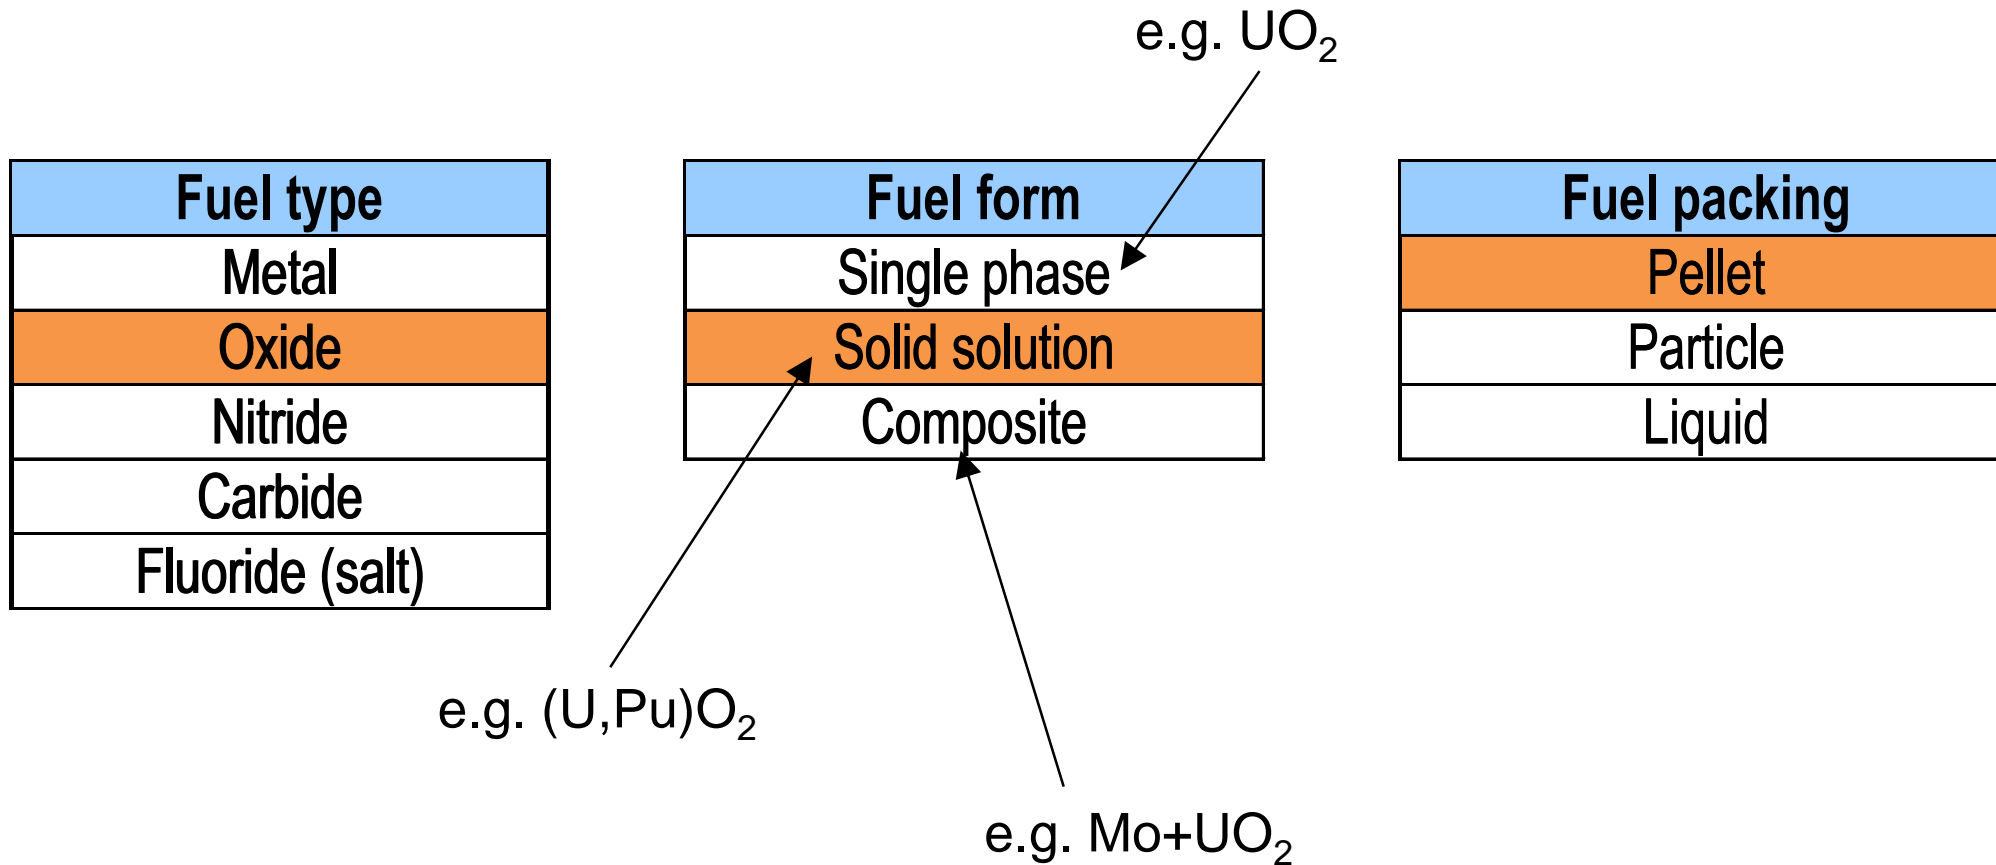 e.g. UO₂
Fuel type
Metal
Oxide
Nitride
Carbide
Fluoride (salt)
Fuel form
Single phase
Solid solution
Composite
Fuel packing
Pellet
Particle
Liquid
e.g. (U,Pu)O₂
e.g. Mo+UO₂